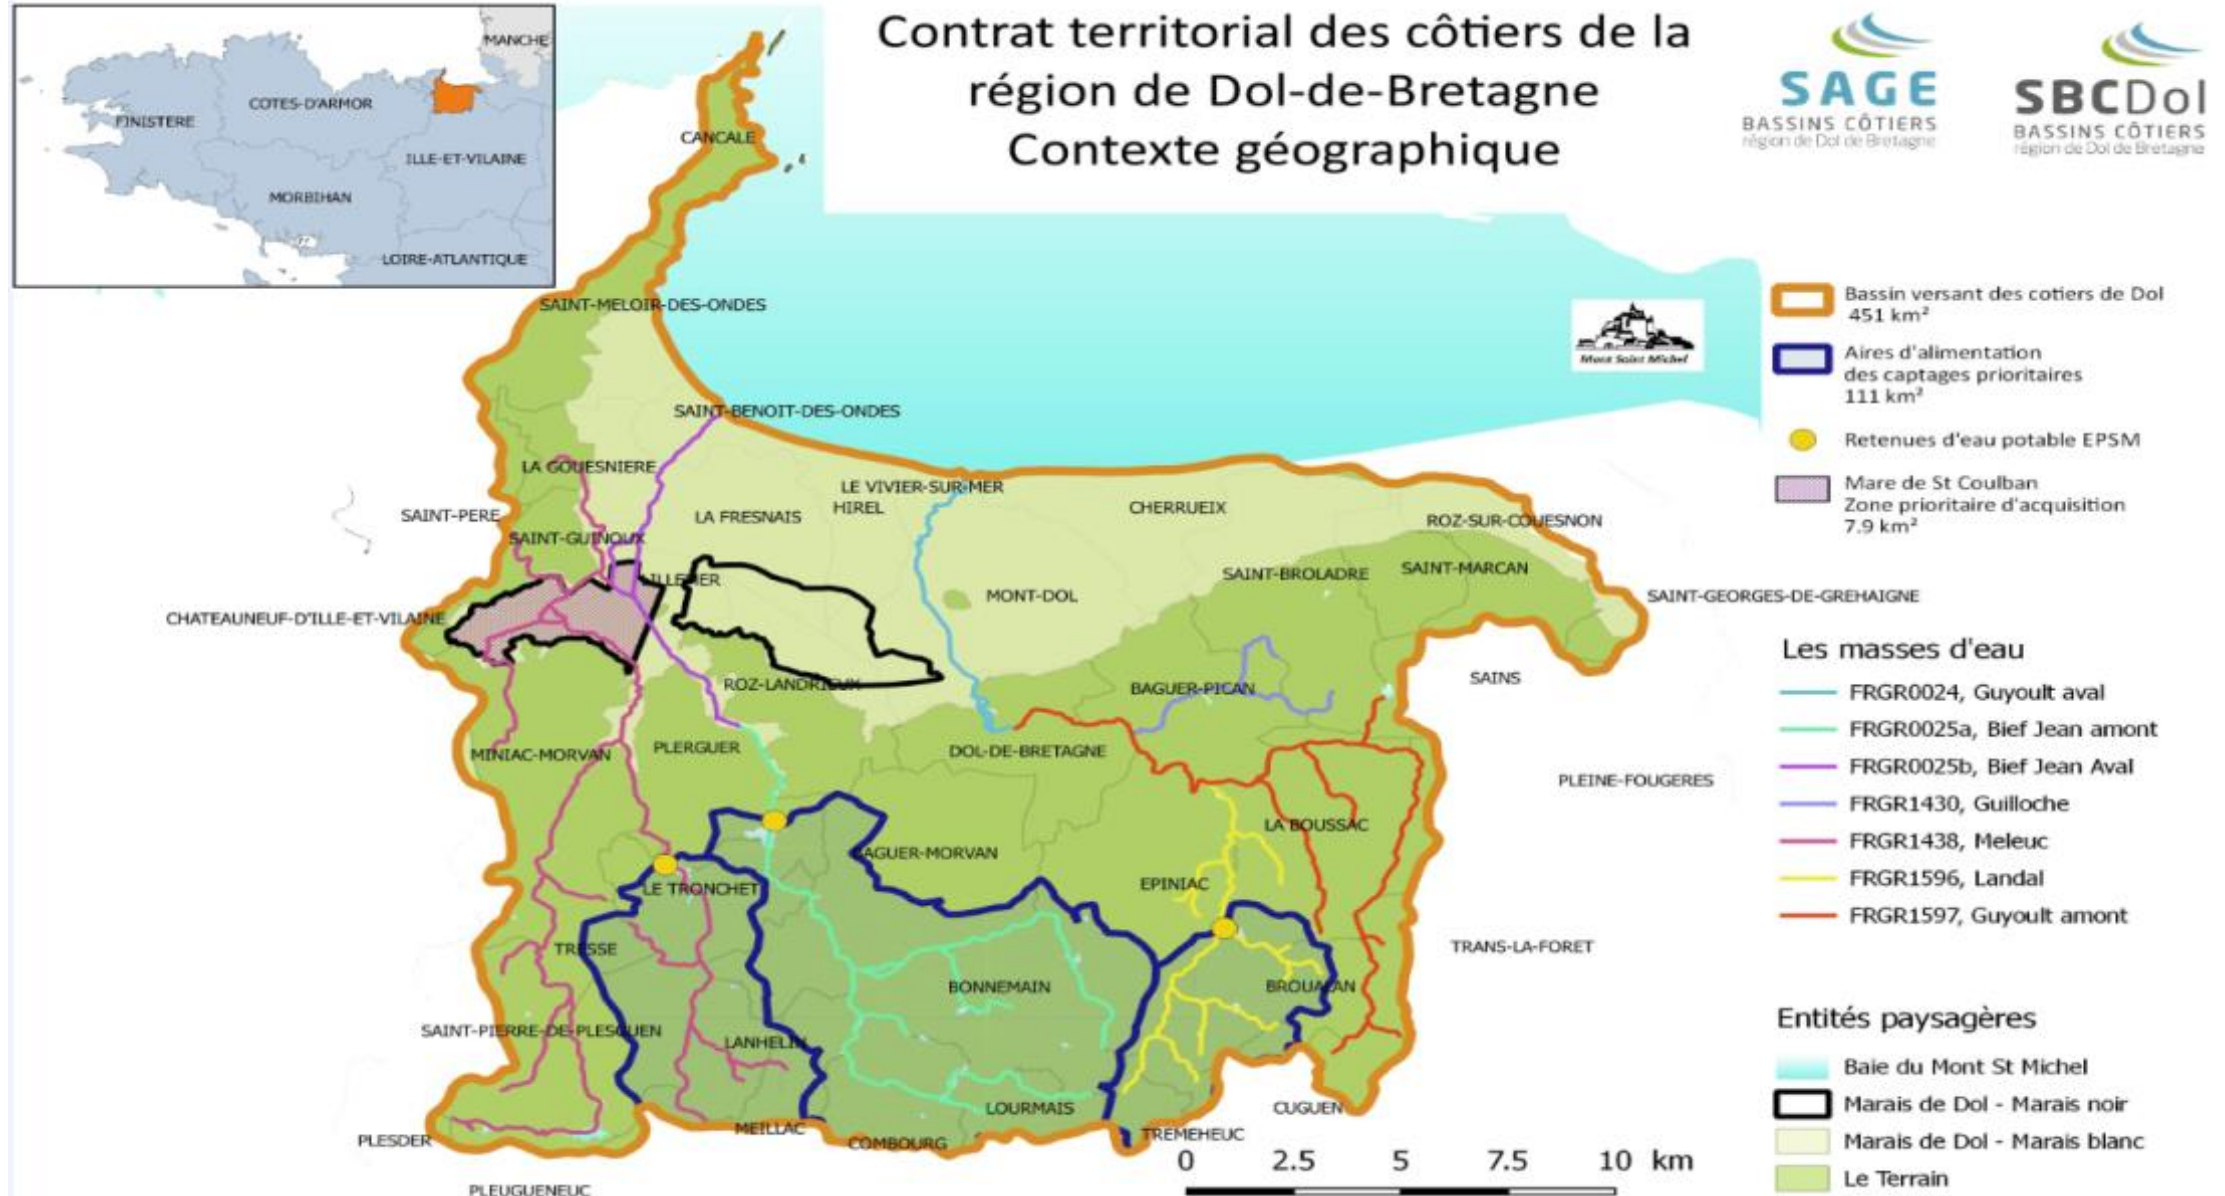 Contrat territorial des côtiers de la
région de Dol-de-Bretagne
Contexte géographique
SAGE
BASSINS CÔTIERS
région de Dol de Bretagne
SBCDol
BASSINS CÔTIERS
région de Dol de Bretagne
MANCHE
COTES-D'ARMOR
FINISTERE
ILLE-ET-VILAINE
MORBIHAN
LOIRE-ATLANTIQUE
CANCALE
SAINT-MELOIR-DES-ONDES
Mont Saint Michel
SAINT-BENOIT-DES-ONDES
LA GOUESNIERE
LE VIVIER-SUR-MER
HIREL
CHERRUEIX
SAINT-PERE
LA FRESNAIS
ROZ-SUR-COUESNON
SAINT-GUINOUX
LILLEMER
SAINT-BROLADRE
SAINT-MARCAN
MONT-DOL
SAINT-GEORGES-DE-GREHAIGNE
CHATEAUNEUF-D'ILLE-ET-VILAINE
ROZ-LANDRIEUX
BAGUER-PICAN
SAINS
MINIAC-MORVAN
PLERGUER
DOL-DE-BRETAGNE
PLEINE-FOUGERES
LA BOUSSAC
BAGUER-MORVAN
LE TRONCHET
EPINIAC
TRESSE
TRANS-LA-FORET
BONNEMAIN
BROUALAN
SAINT-PIERRE-DE-PLESGUEN
LANHELIN
LOURMAIS
CUGUEN
PLESDER
MEILLAC
COMBOURG
TREMEHEUC
PLEUGUENEUC
0 2.5 5 7.5 10 km
Bassin versant des cotiers de Dol
451 km²
Aires d'alimentation
des captages prioritaires
111 km²
Retenues d'eau potable EPSM
Mare de St Coulban
Zone prioritaire d'acquisition
7.9 km²
Les masses d'eau
FRGR0024, Guyoult aval
FRGR0025a, Bief Jean amont
FRGR0025b, Bief Jean Aval
FRGR1430, Guilloche
FRGR1438, Meleuc
FRGR1596, Landal
FRGR1597, Guyoult amont
Entités paysagères
Baie du Mont St Michel
Marais de Dol - Marais noir
Marais de Dol - Marais blanc
Le Terrain